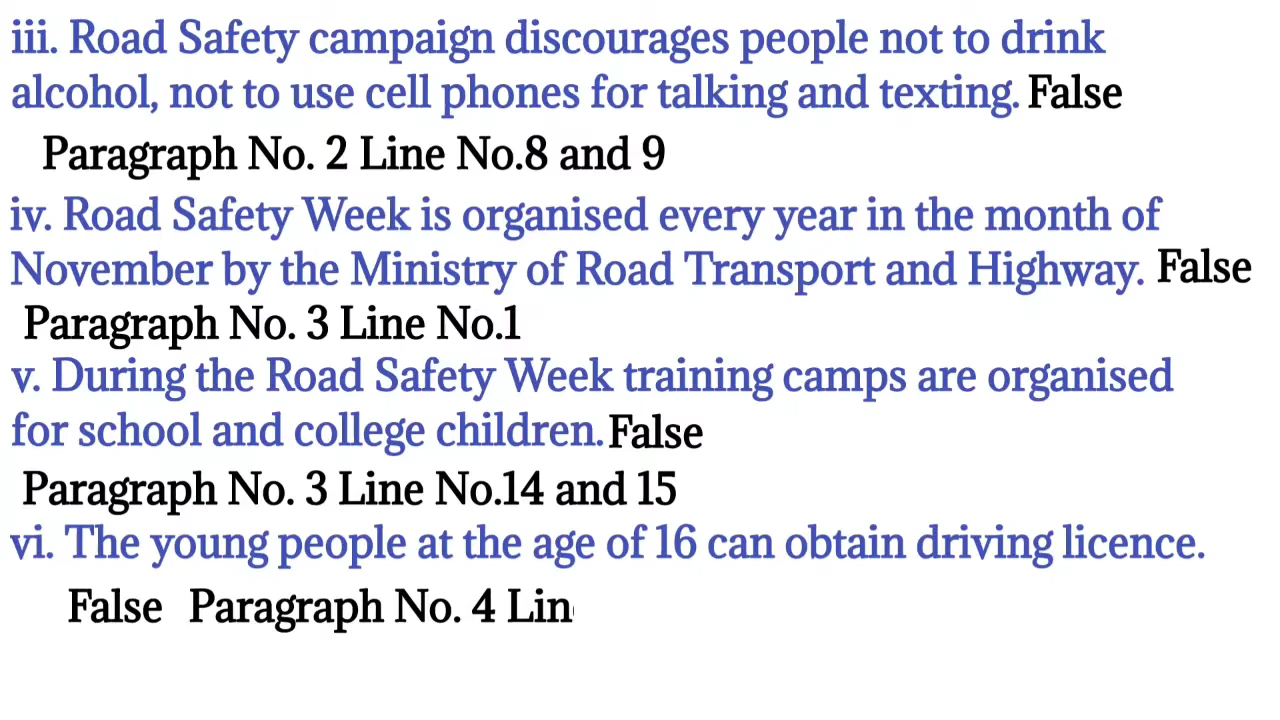 iii. Road Safety campaign discourages people not to drink
alcohol, not to use cell phones for talking and texting. False
Paragraph No. 2 Line No.8 and 9
iv. Road Safety Week is organised every year in the month of
November by the Ministry of Road Transport and Highway. False
Paragraph No. 3 Line No.1
v. During the Road Safety Week training camps are organised
for school and college children. False
Paragraph No. 3 Line No.14 and 15
vi. The young people at the age of 16 can obtain driving licence.
False Paragraph No. 4 Lin